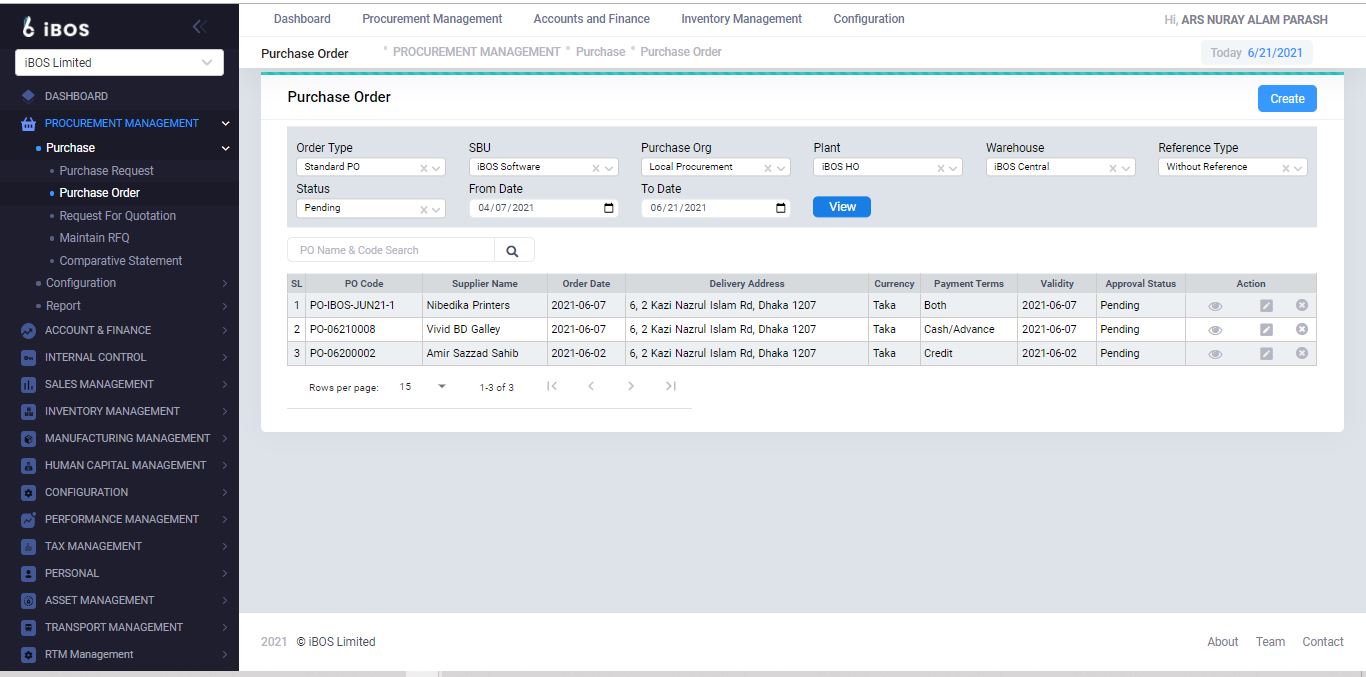 iBOS
iBOS Limited
DASHBOARD
PROCUREMENT MANAGEMENT
Purchase
Purchase Request
Purchase Order
Request For Quotation
Maintain RFQ
Comparative Statement
Configuration
Report
ACCOUNT & FINANCE
INTERNAL CONTROL
SALES MANAGEMENT
INVENTORY MANAGEMENT
MANUFACTURING MANAGEMENT
HUMAN CAPITAL MANAGEMENT
CONFIGURATION
PERFORMANCE MANAGEMENT
TAX MANAGEMENT
PERSONAL
ASSET MANAGEMENT
TRANSPORT MANAGEMENT
RTM Management
Dashboard Procurement Management Accounts and Finance Inventory Management Configuration Hi, ARS NURAY ALAM PARASH
Purchase Order • PROCUREMENT MANAGEMENT • Purchase • Purchase Order Today 6/21/2021
Purchase Order Create
Order Type SBU Purchase Org Plant Warehouse Reference Type
Standard PO iBOS Software Local Procurement iBOS HO iBOS Central Without Reference
Status From Date To Date
Pending 04/07/2021 06/21/2021 View
PO Name & Code Search
SL PO Code Supplier Name Order Date Delivery Address Currency Payment Terms Validity Approval Status Action
1 PO-IBOS-JUN21-1 Nibedika Printers 2021-06-07 6, 2 Kazi Nazrul Islam Rd, Dhaka 1207 Taka Both 2021-06-07 Pending
2 PO-06210008 Vivid BD Galley 2021-06-07 6, 2 Kazi Nazrul Islam Rd, Dhaka 1207 Taka Cash/Advance 2021-06-07 Pending
3 PO-06200002 Amir Sazzad Sahib 2021-06-02 6, 2 Kazi Nazrul Islam Rd, Dhaka 1207 Taka Credit 2021-06-02 Pending
Rows per page: 15 1-3 of 3
2021 © iBOS Limited About Team Contact